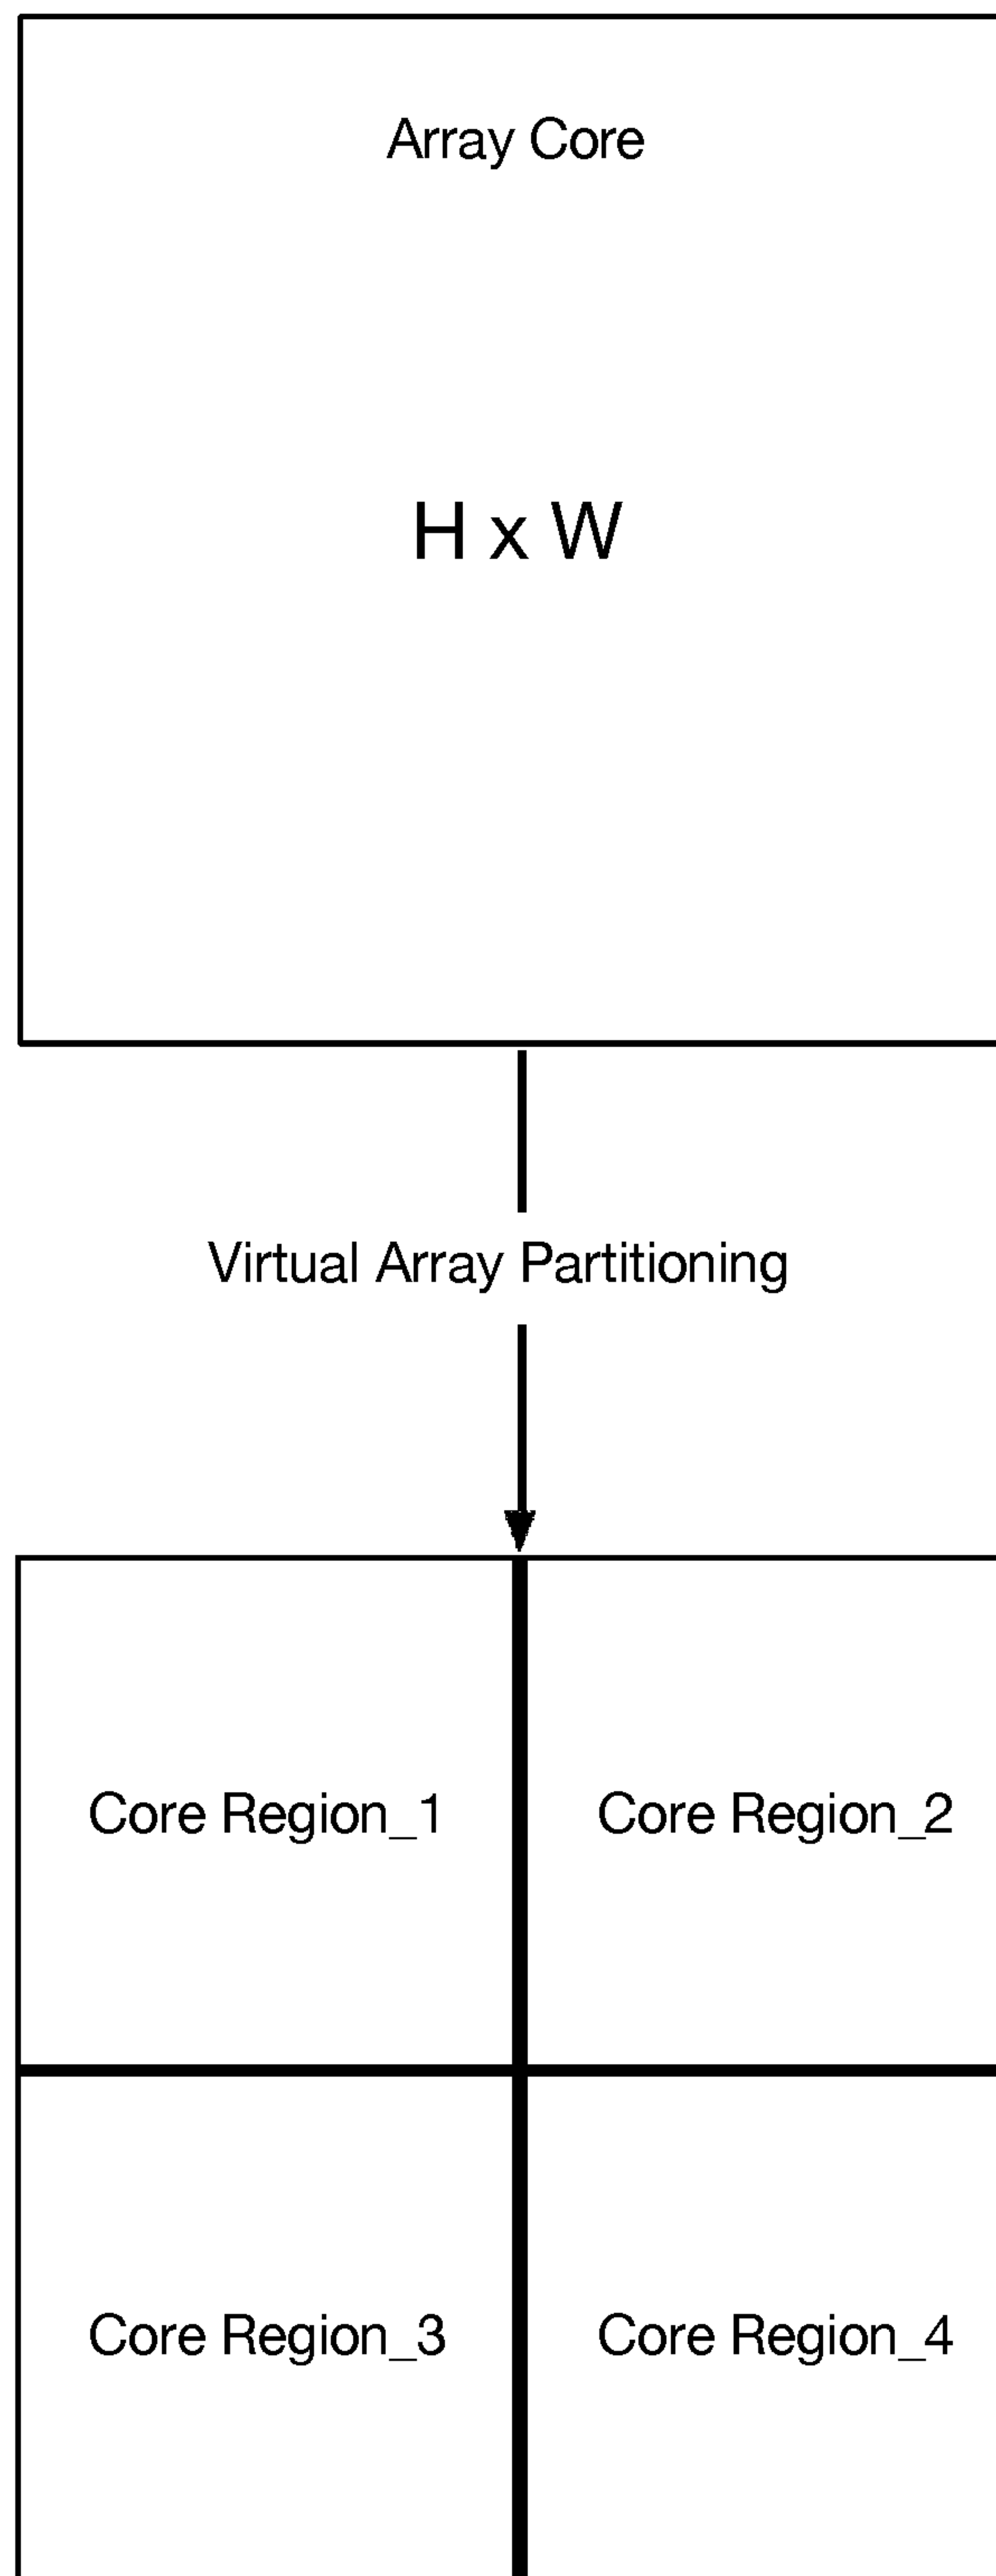 Array Core
H x W
Virtual Array Partitioning
Core Region_1
Core Region_2
Core Region_3
Core Region_4